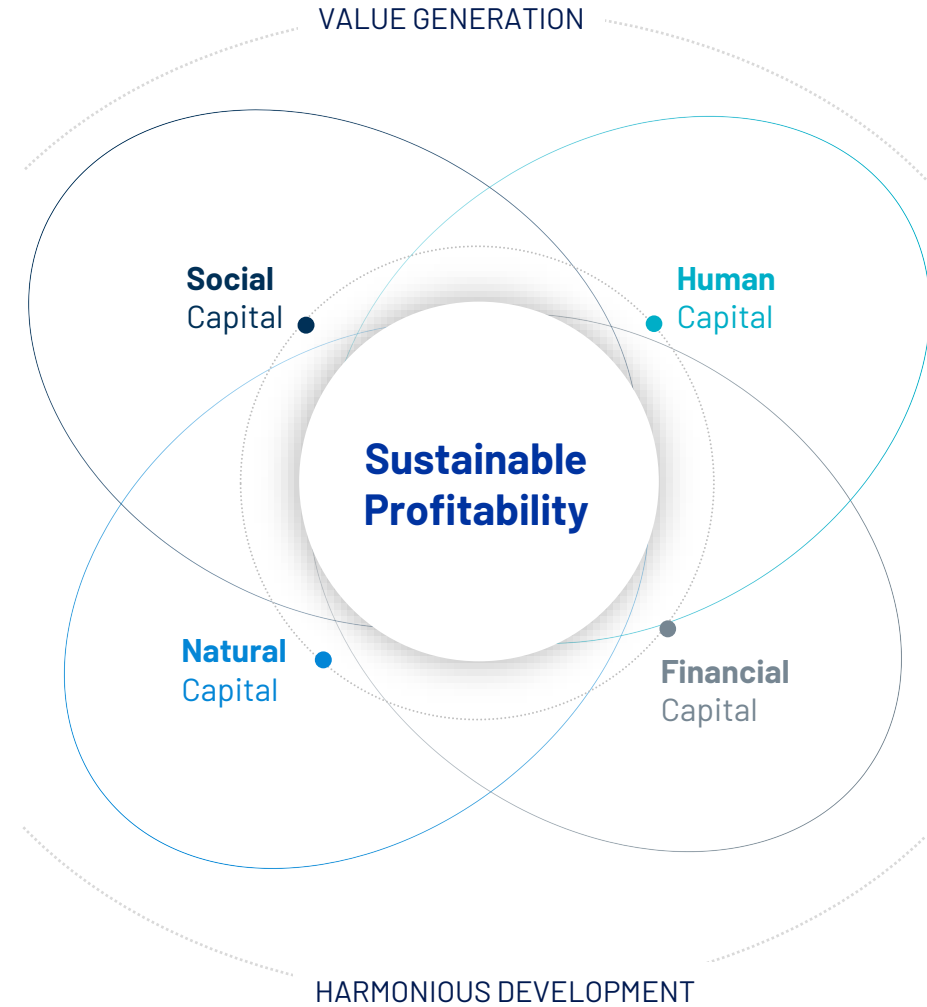 VALUE GENERATION
Social
Capital
Human
Capital
Sustainable
Profitability
Natural
Capital
Financial
Capital
HARMONIOUS DEVELOPMENT